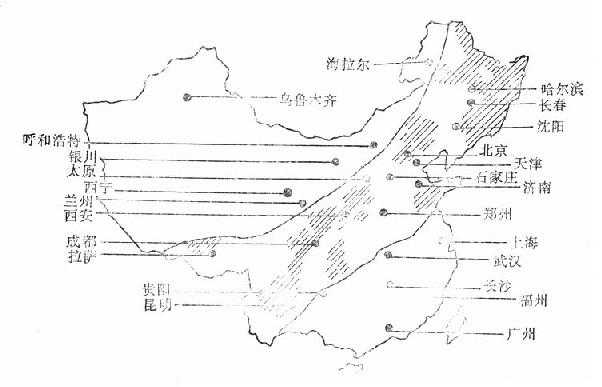 海拉尔
哈尔滨
乌鲁木齐
长春
沈阳
呼和浩特
北京
银川
天津
太原
石家庄
西宁
济南
兰州
西安
郑州
成都
上海
拉萨
武汉
贵阳
长沙
昆明
福州
广州